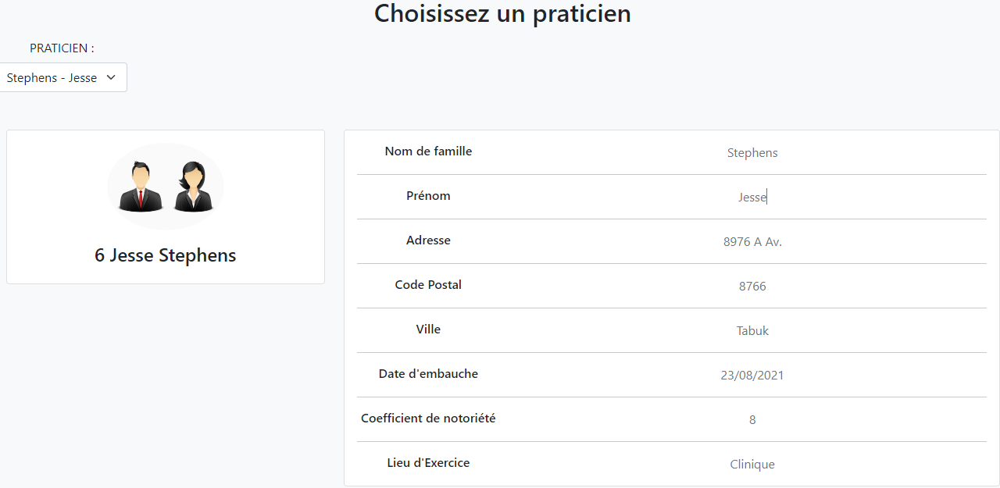 Choisissez un praticien
PRATICIEN :
Stephens - Jesse
6 Jesse Stephens
Nom de famille Stephens
Prénom Jesse
Adresse 8976 A Av.
Code Postal 8766
Ville Tabuk
Date d'embauche 23/08/2021
Coefficient de notoriété 8
Lieu d'Exercice Clinique